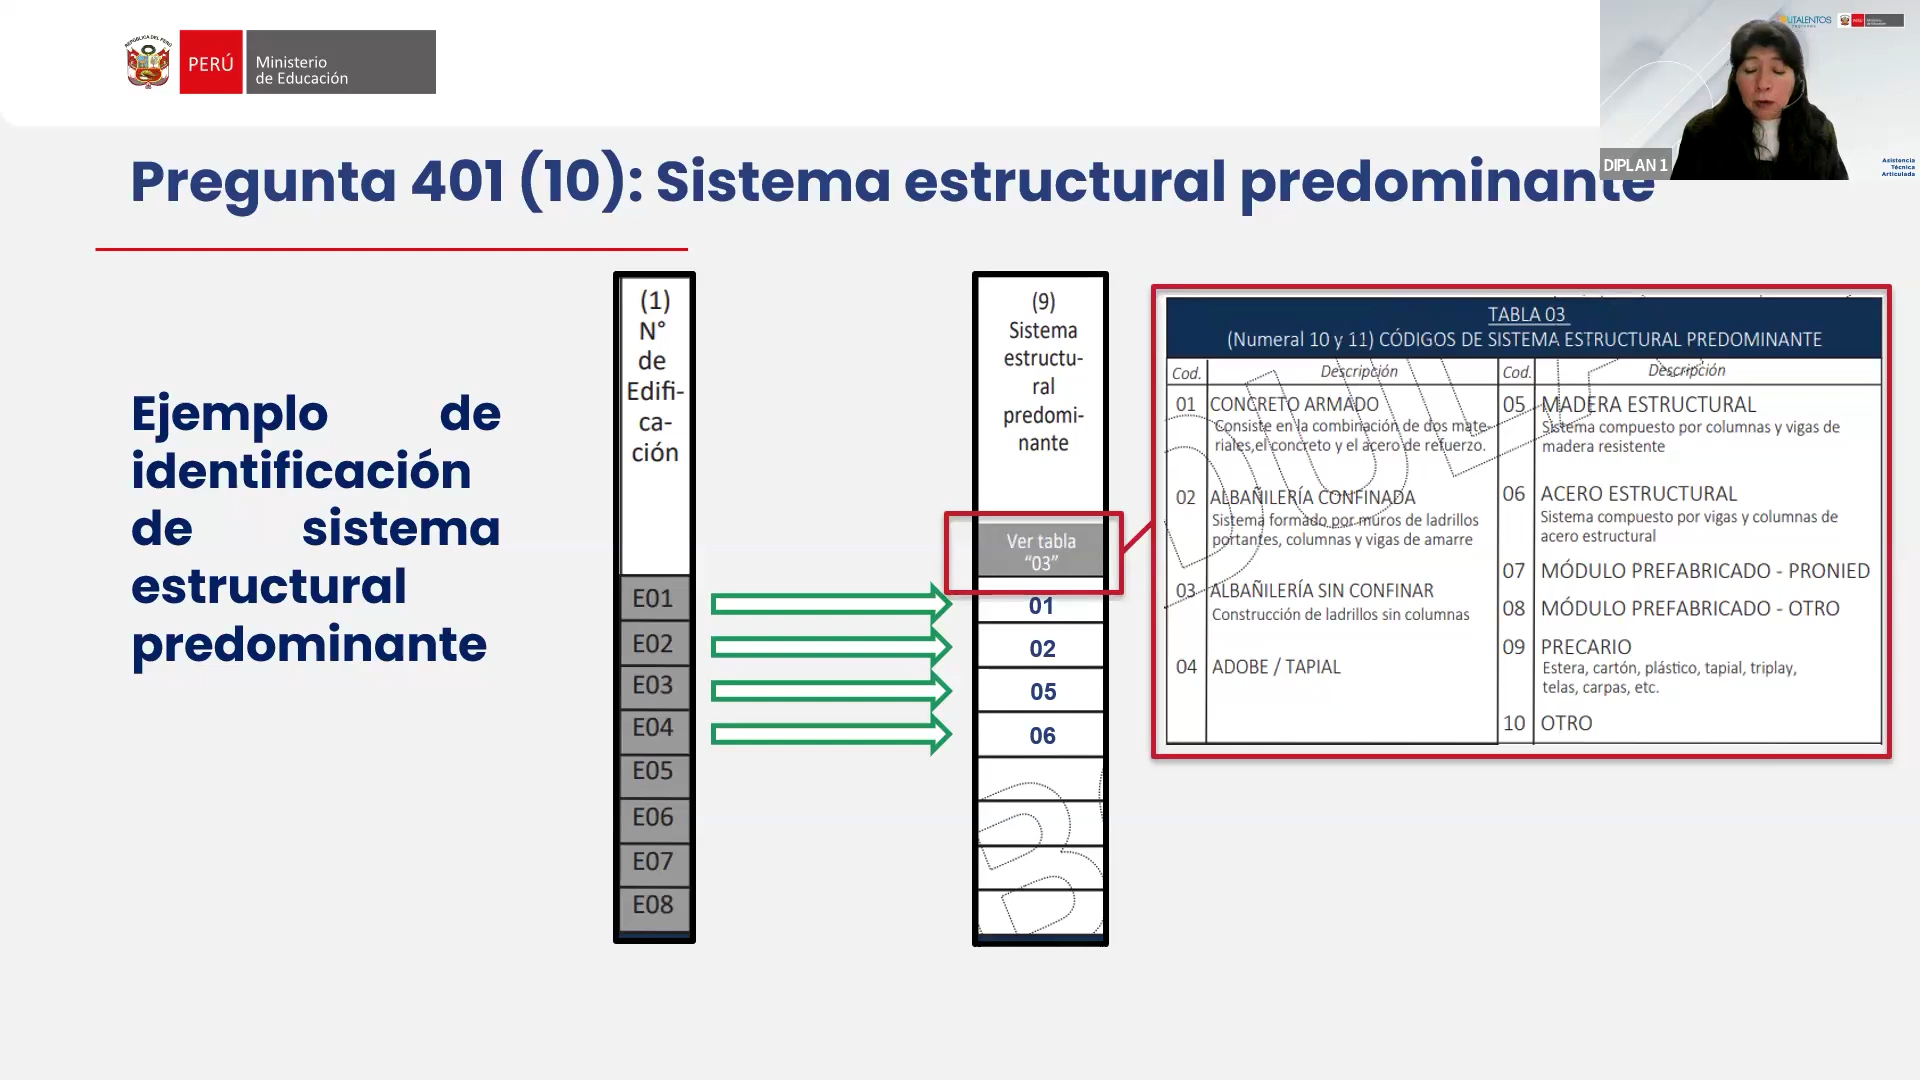 PERÚ
Ministerio
de Educación
DIPLAN 1
Asistencia
Técnica
Articulada
Pregunta 401 (10): Sistema estructural predominante
Ejemplo de
identificación
de sistema
estructural
predominante
(1)
N°
de
Edifi-
ca-
ción
E01
E02
E03
E04
E05
E06
E07
E08
(9)
Sistema
estructu-
ral
predomi-
nante
Ver tabla
“03”
01
02
05
06
TABLA 03
(Numeral 10 y 11) CÓDIGOS DE SISTEMA ESTRUCTURAL PREDOMINANTE
Cod. Descripción
01 CONCRETO ARMADO
Consiste en la combinación de dos mate-
riales,el concreto y el acero de refuerzo.
02 ALBAÑILERÍA CONFINADA
Sistema formado por muros de ladrillos
portantes, columnas y vigas de amarre
03 ALBAÑILERÍA SIN CONFINAR
Construcción de ladrillos sin columnas
04 ADOBE / TAPIAL
Cod. Descripción
05 MADERA ESTRUCTURAL
Sistema compuesto por columnas y vigas de
madera resistente
06 ACERO ESTRUCTURAL
Sistema compuesto por vigas y columnas de
acero estructural
07 MÓDULO PREFABRICADO - PRONIED
08 MÓDULO PREFABRICADO - OTRO
09 PRECARIO
Estera, cartón, plástico, tapial, triplay,
telas, carpas, etc.
10 OTRO